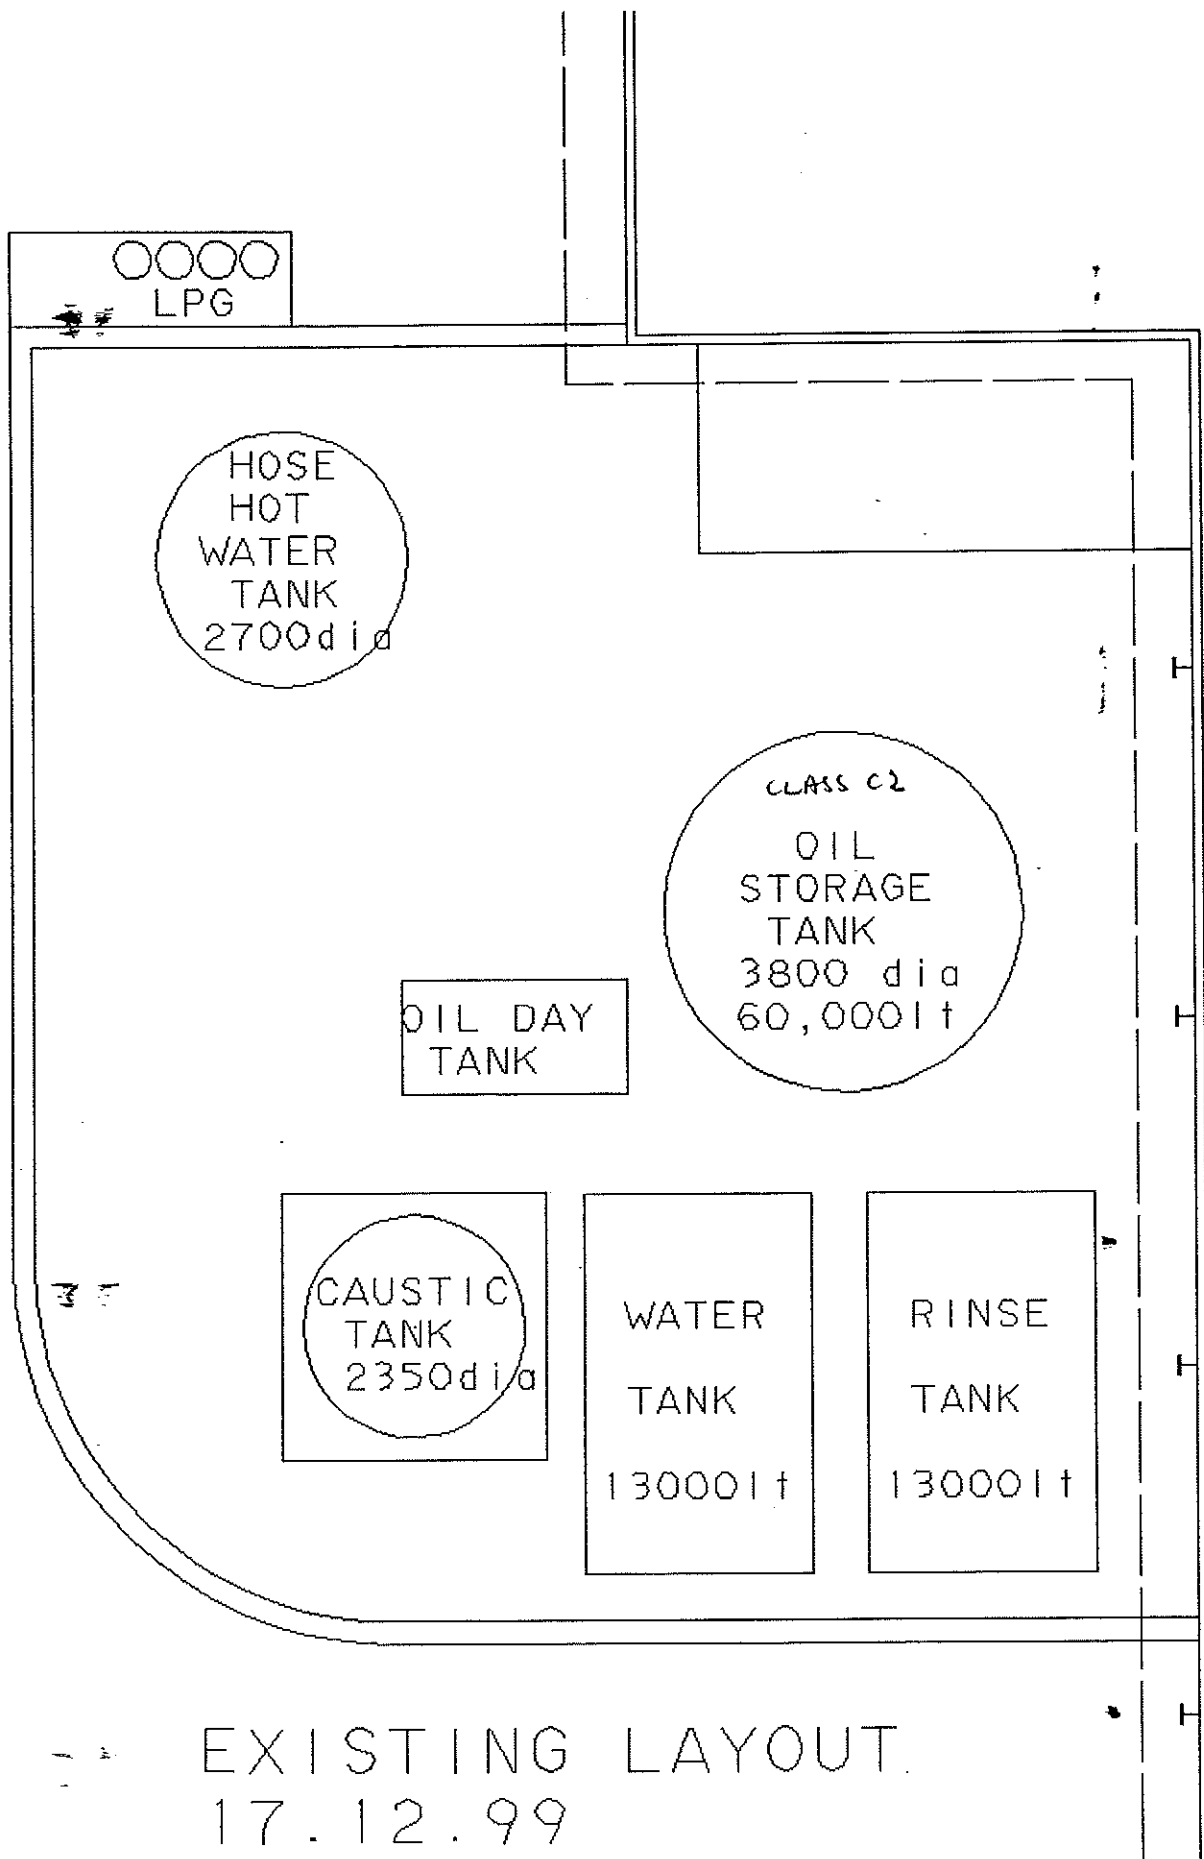 LPG
HOSE
HOT
WATER
TANK
2700dia
CLASS C2
OIL
STORAGE
TANK
3800 dia
60,000lt
OIL DAY
TANK
CAUSTIC
TANK
2350dia
WATER
TANK
13000lt
RINSE
TANK
13000lt
EXISTING LAYOUT
17.12.99